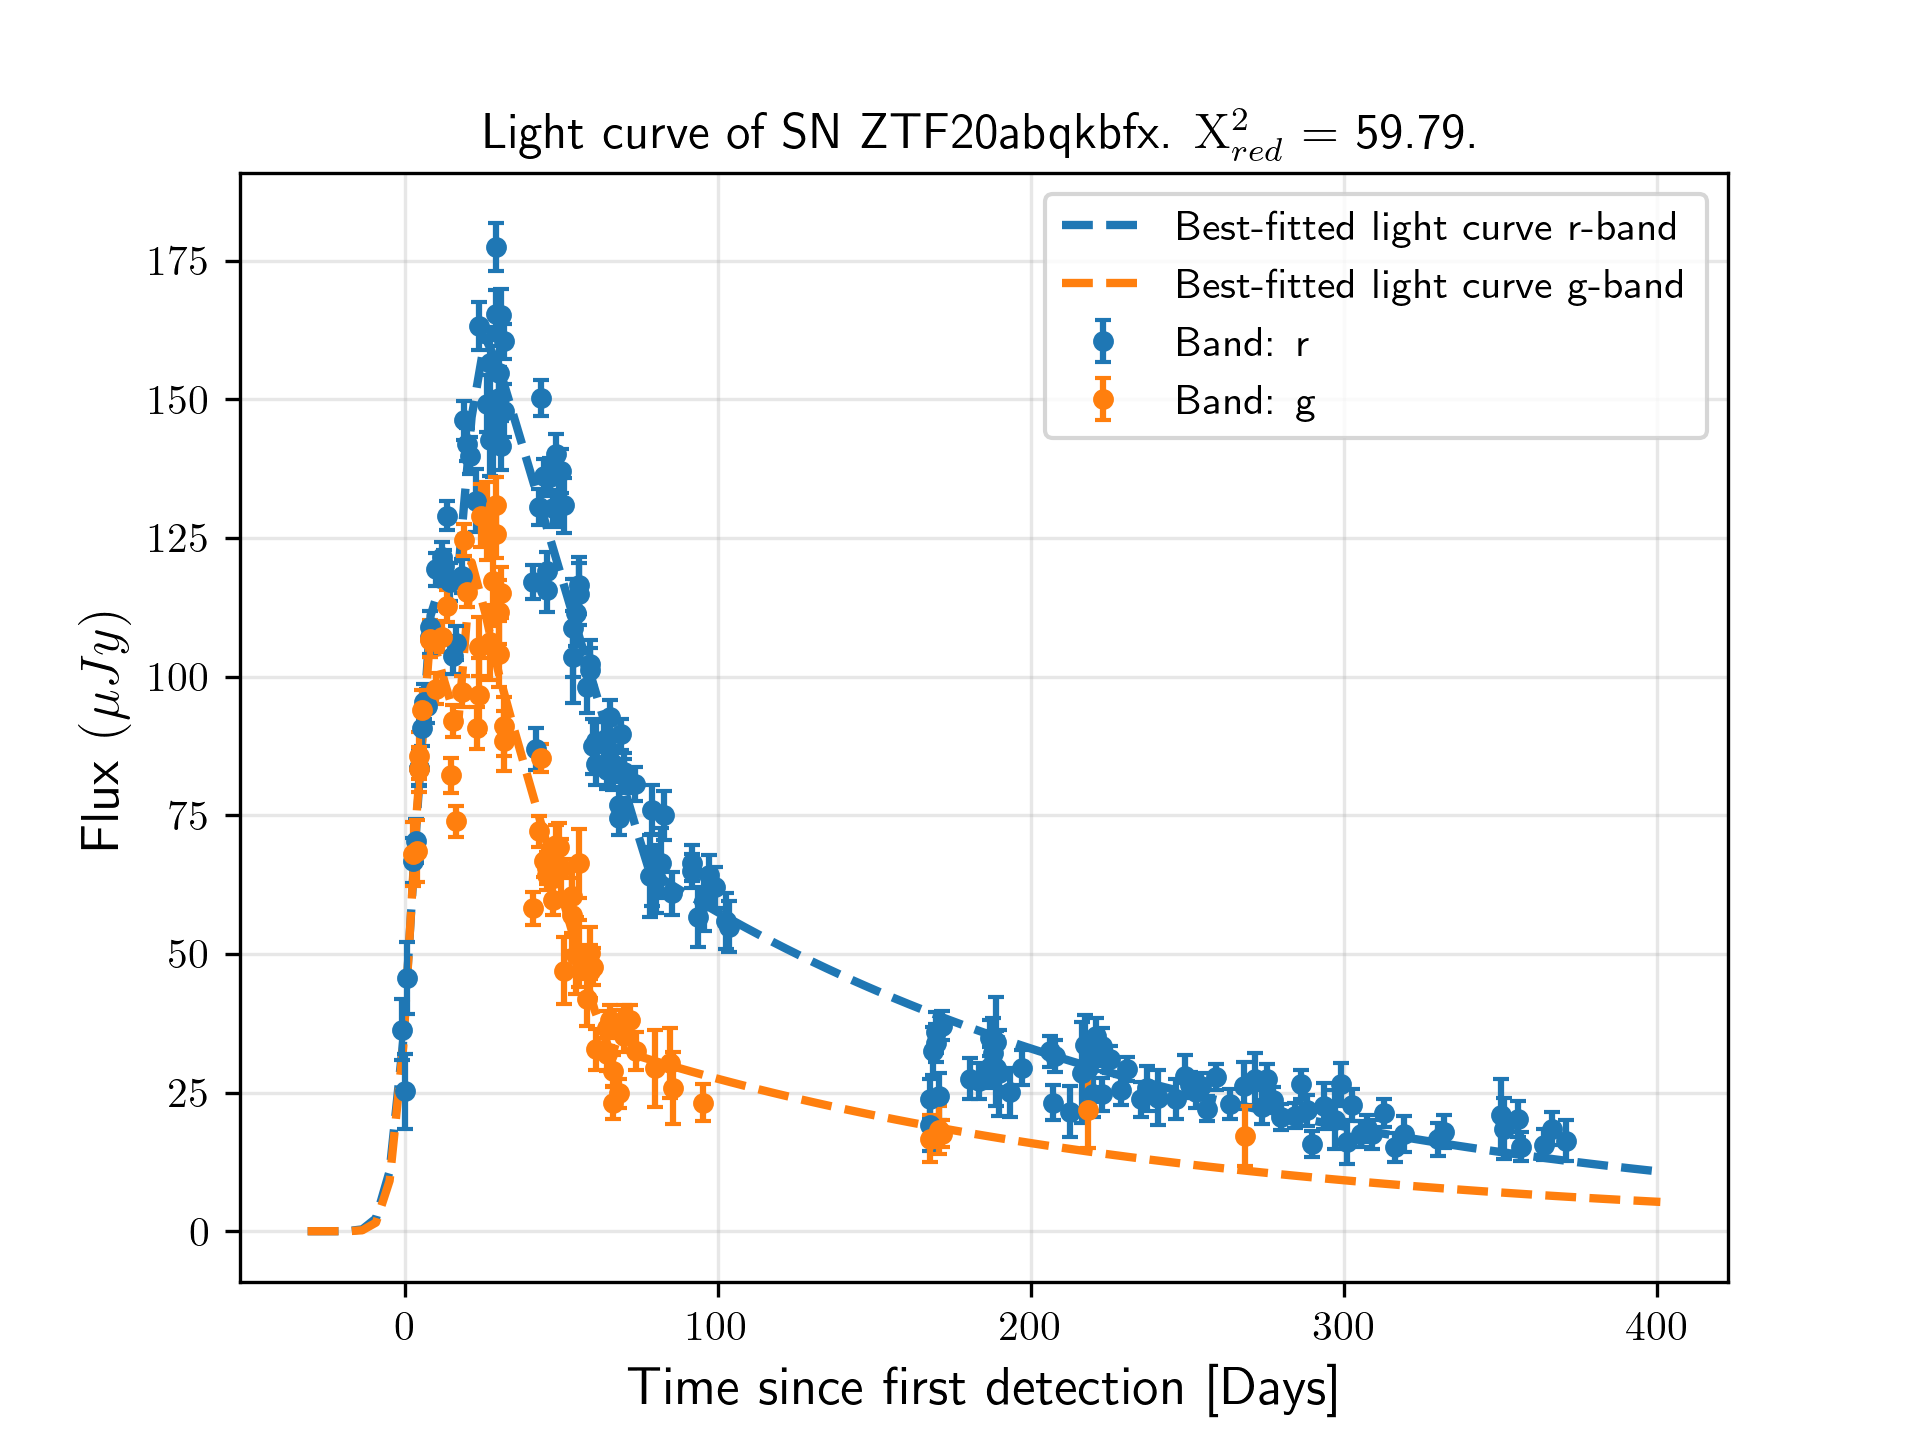 Light curve of SN ZTF20abqkbfx. X²_red = 59.79.
Best-fitted light curve r-band
Best-fitted light curve g-band
Band: r
Band: g
175
150
125
100
75
50
25
0
Flux (μJy)
0 100 200 300 400
Time since first detection [Days]